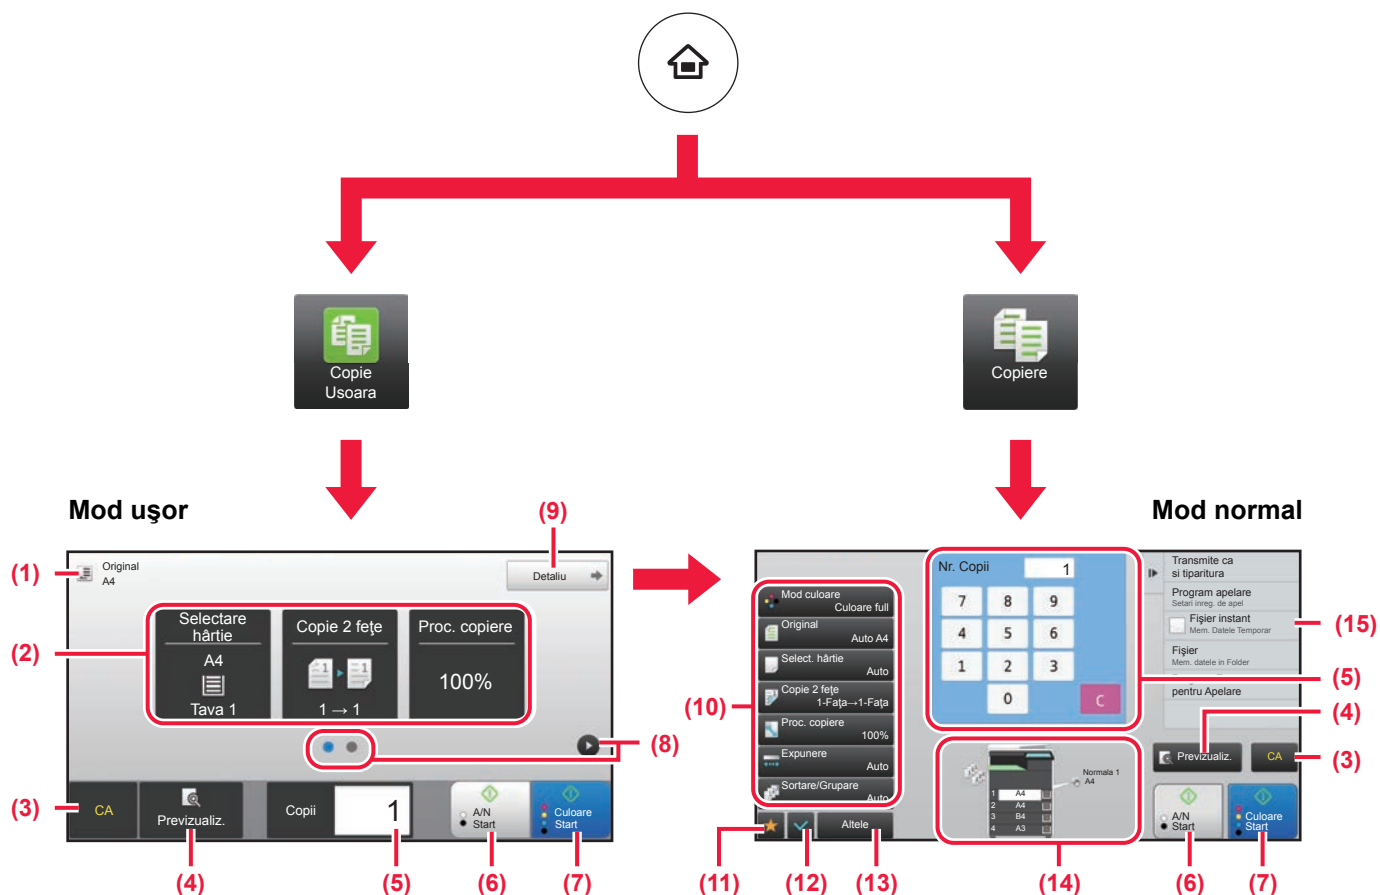 Copie
Usoara
Copiere
Mod uşor
Mod normal
(9)
(1)
Original
A4
Detaliu
(2)
Selectare
hârtie
A4
Tava 1
Copie 2 feţe
1
1
1 → 1
Proc. copiere
100%
(8)
(3)
CA
Previzualiz.
Copii
1
A/N
Start
Culoare
Start
(4)
(5)
(6)
(7)
Nr. Copii
1
7 8 9
4 5 6
1 2 3
0
C
(10)
Mod culoare
Culoare full
Original
Auto A4
Select. hârtie
Auto
Copie 2 feţe
1-Faţa→1-Faţa
Proc. copiere
100%
Expunere
Auto
Sortare/Grupare
Auto
Altele
Transmite ca
si tiparitura
Program apelare
Setari inreg. de apel
Fişier instant
Mem. Datele Temporar
Fişier
Mem. datele in Folder
pentru Apelare
(15)
(5)
(4)
Previzualiz.
CA
(3)
Normala 1
A4
1 A4
2 A4
3 B4
4 A3
A/N
Start
Culoare
Start
(11)
(12)
(13)
(14)
(6)
(7)